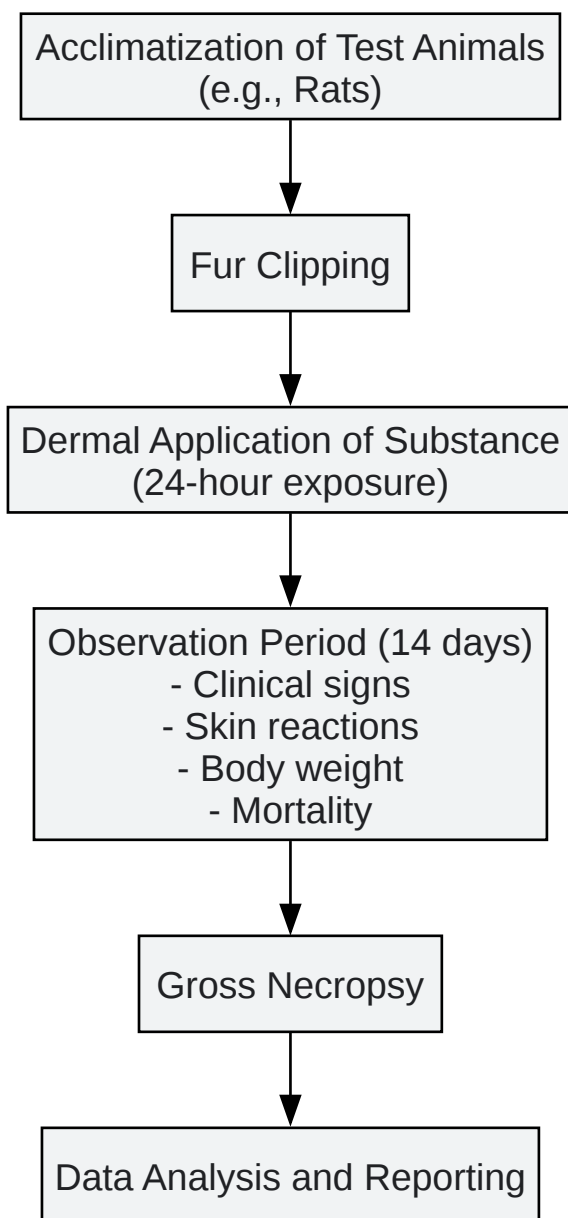 Acclimatization of Test Animals
(e.g., Rats)
Fur Clipping
Dermal Application of Substance
(24-hour exposure)
Observation Period (14 days)
- Clinical signs
- Skin reactions
- Body weight
- Mortality
Gross Necropsy
Data Analysis and Reporting